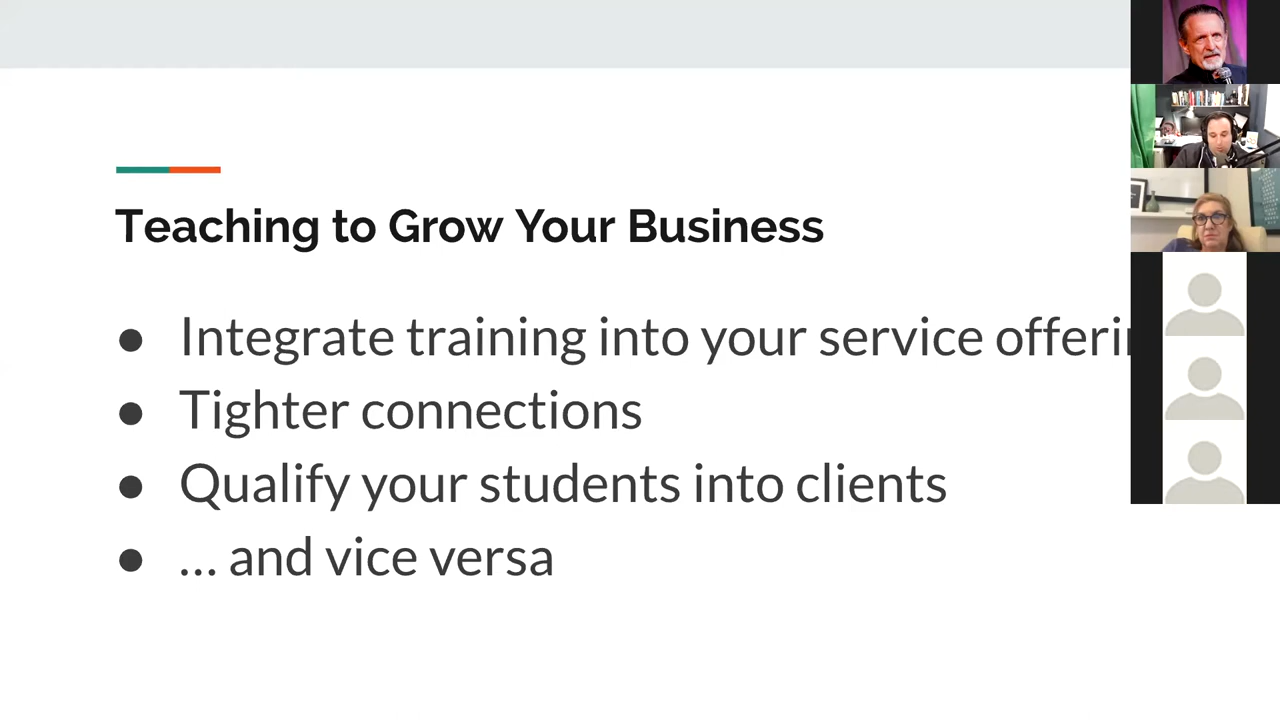 Teaching to Grow Your Business
● Integrate training into your service
● Tighter connections
● Qualify your students into clients
● … and vice versa